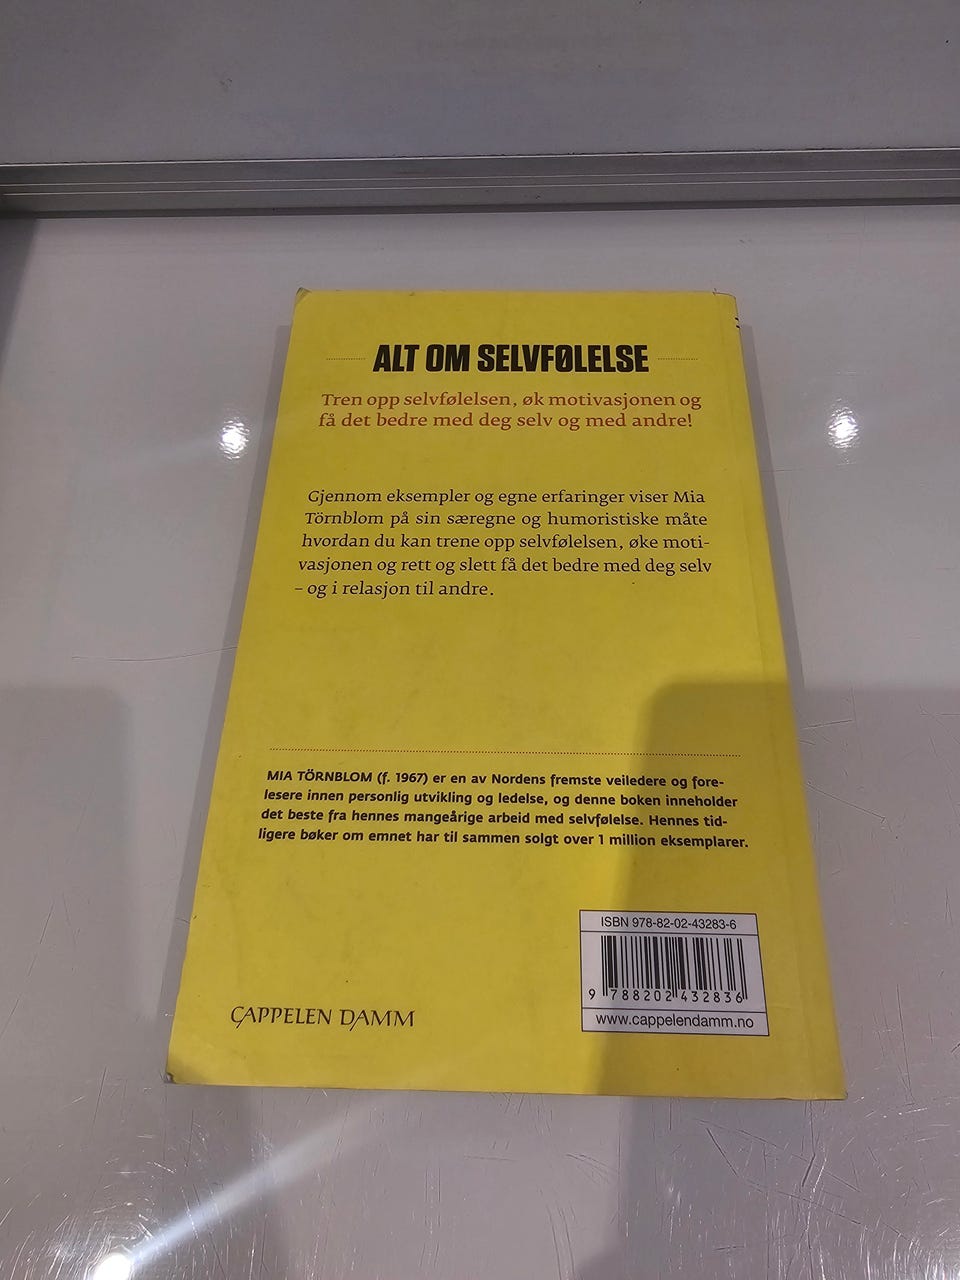 ALT OM SELVFØLELSE
Tren opp selvfølelsen, øk motivasjonen og
få det bedre med deg selv og med andre!
Gjennom eksempler og egne erfaringer viser Mia
Törnblom på sin særegne og humoristiske måte
hvordan du kan trene opp selvfølelsen, øke moti-
vasjonen og rett og slett få det bedre med deg selv
– og i relasjon til andre.
MIA TÖRNBLOM (f. 1967) er en av Nordens fremste veiledere og fore-
lesere innen personlig utvikling og ledelse, og denne boken inneholder
det beste fra hennes mangeårige arbeid med selvfølelse. Hennes tid-
ligere bøker om emnet har til sammen solgt over 1 million eksemplarer.
ISBN 978-82-02-43283-6
9 788202 432836
www.cappelendamm.no
CAPPELEN DAMM